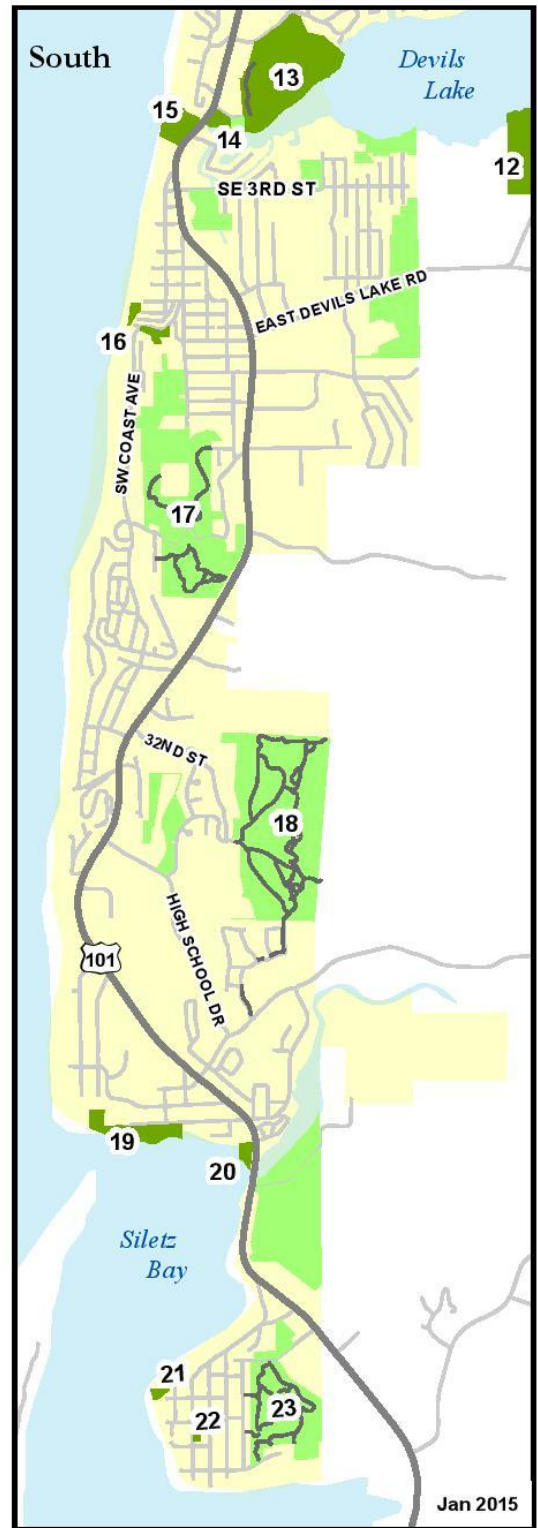 South
Devils
Lake
13
15
14
12
SE 3RD ST
EAST DEVILS LAKE RD
16
SW COAST AVE
17
32ND ST
18
HIGH SCHOOL DR
101
19
20
Siletz
Bay
21
22
23
Jan 2015